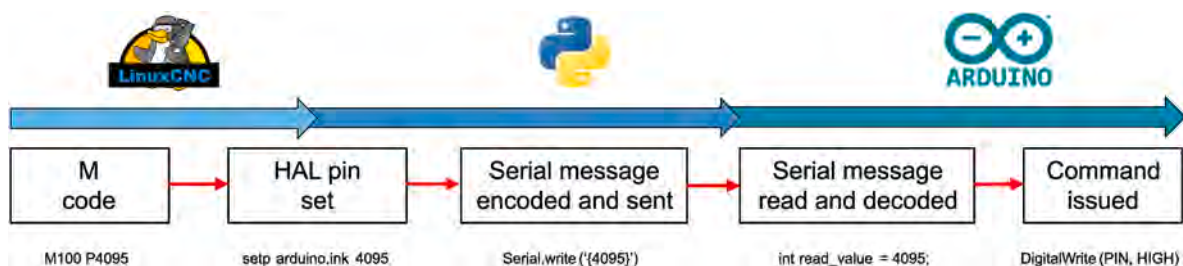 LinuxCNC
ARDUINO
M
code
HAL pin
set
Serial message
encoded and sent
Serial message
read and decoded
Command
issued
M100 P4095
setp arduino.ink 4095
Serial.write ('{4095}')
int read_value = 4095;
DigitalWrite (PIN, HIGH)